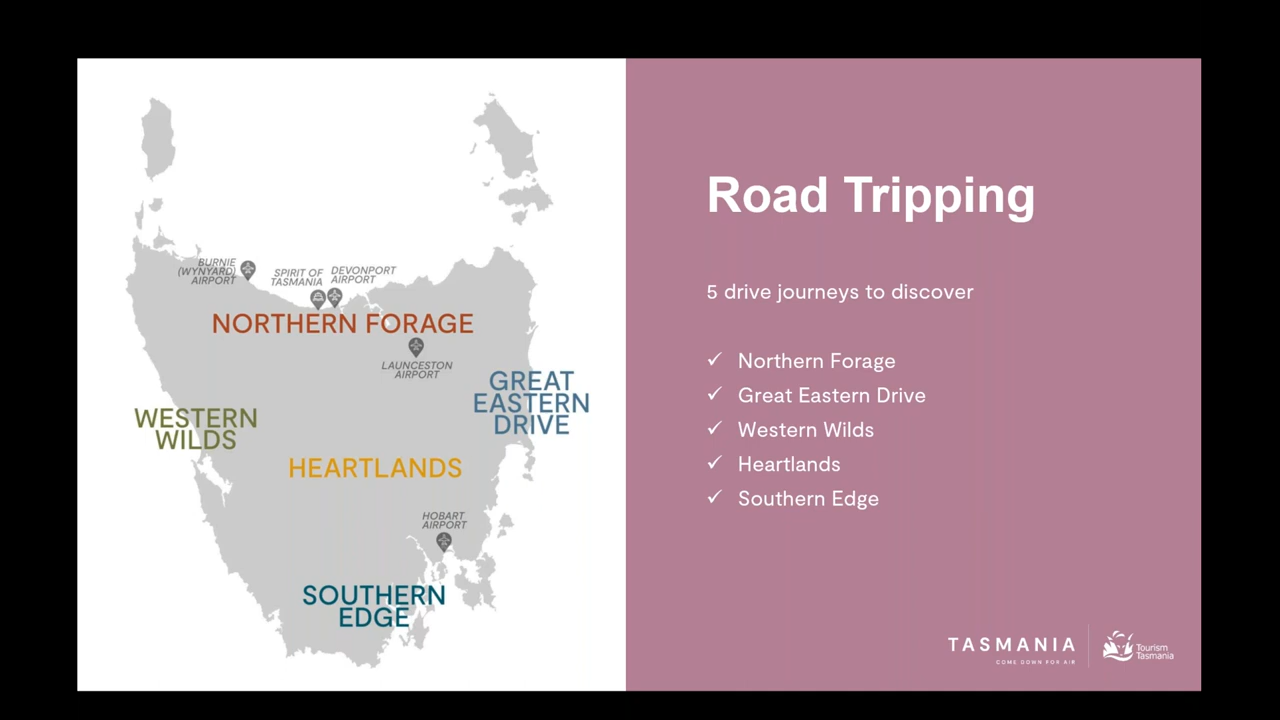 BURNIE
(WYNYARD)
AIRPORT
SPIRIT OF
TASMANIA
DEVONPORT
AIRPORT
NORTHERN FORAGE
LAUNCESTON
AIRPORT
GREAT
EASTERN
DRIVE
WESTERN
WILDS
HEARTLANDS
HOBART
AIRPORT
SOUTHERN
EDGE
Road Tripping
5 drive journeys to discover
✓ Northern Forage
✓ Great Eastern Drive
✓ Western Wilds
✓ Heartlands
✓ Southern Edge
TASMANIA
COME DOWN FOR AIR
Tourism
Tasmania